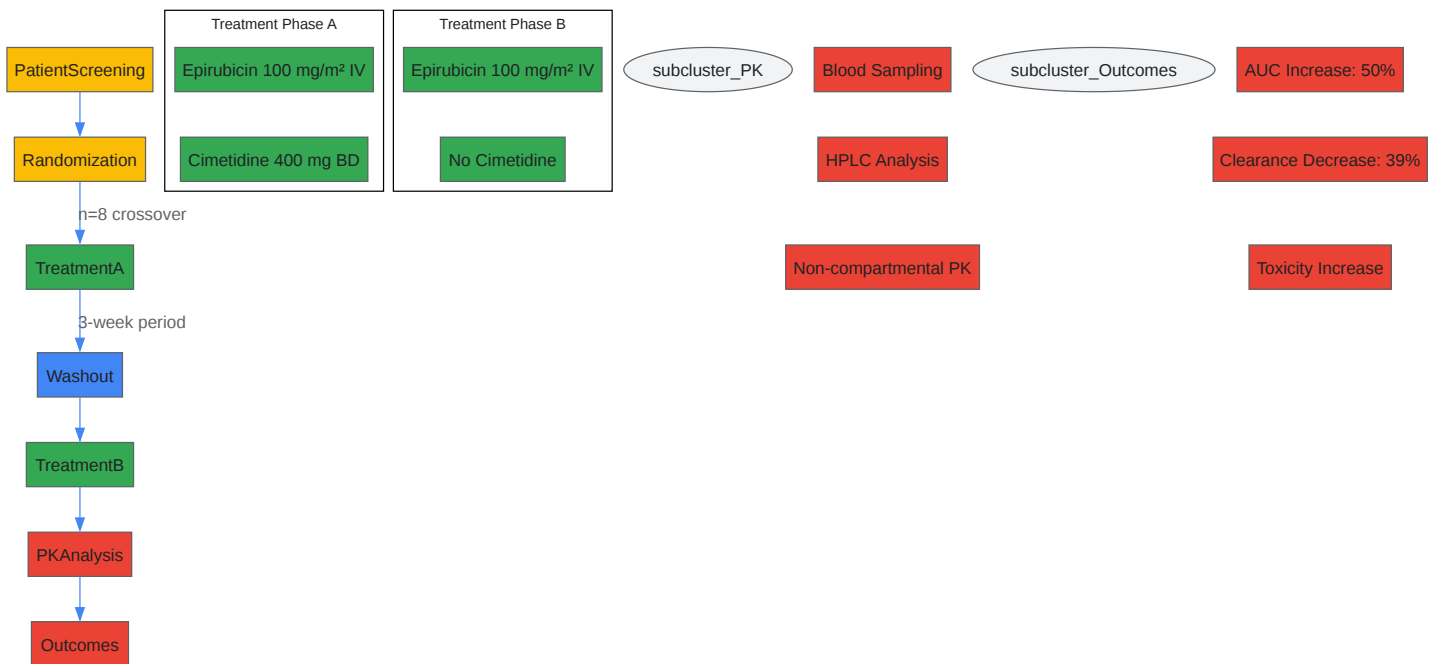 Treatment Phase A
Treatment Phase B
PatientScreening
Epirubicin 100 mg/m² IV
Epirubicin 100 mg/m² IV
subcluster_PK
Blood Sampling
subcluster_Outcomes
AUC Increase: 50%
Randomization
Cimetidine 400 mg BD
No Cimetidine
HPLC Analysis
Clearance Decrease: 39%
n=8 crossover
TreatmentA
Non-compartmental PK
Toxicity Increase
3-week period
Washout
TreatmentB
PKAnalysis
Outcomes